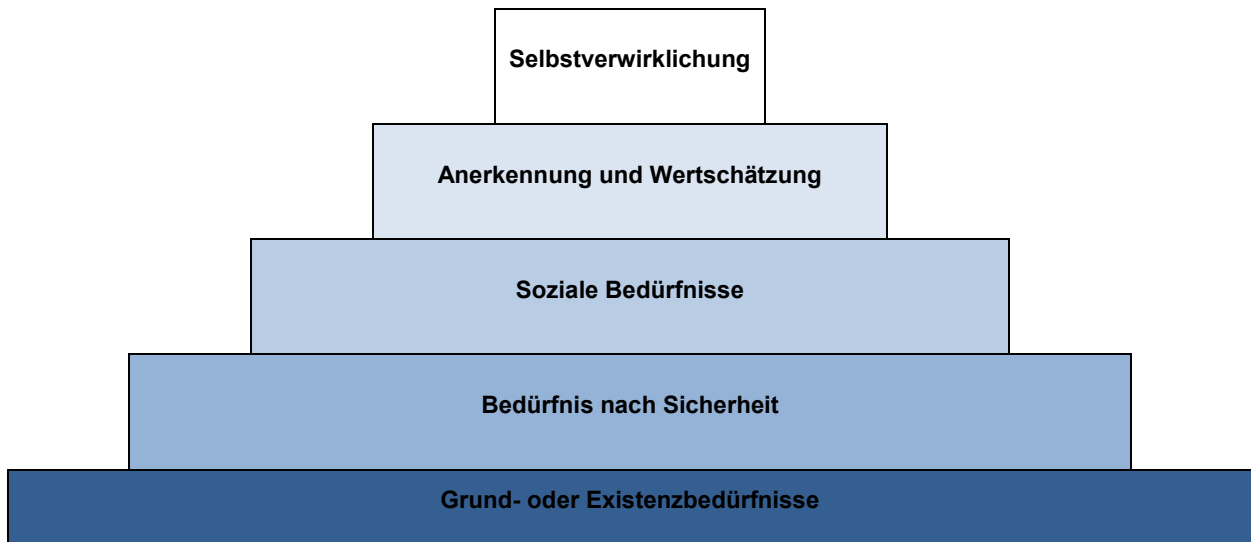 Selbstverwirklichung
Anerkennung und Wertschätzung
Soziale Bedürfnisse
Bedürfnis nach Sicherheit
Grund- oder Existenzbedürfnisse